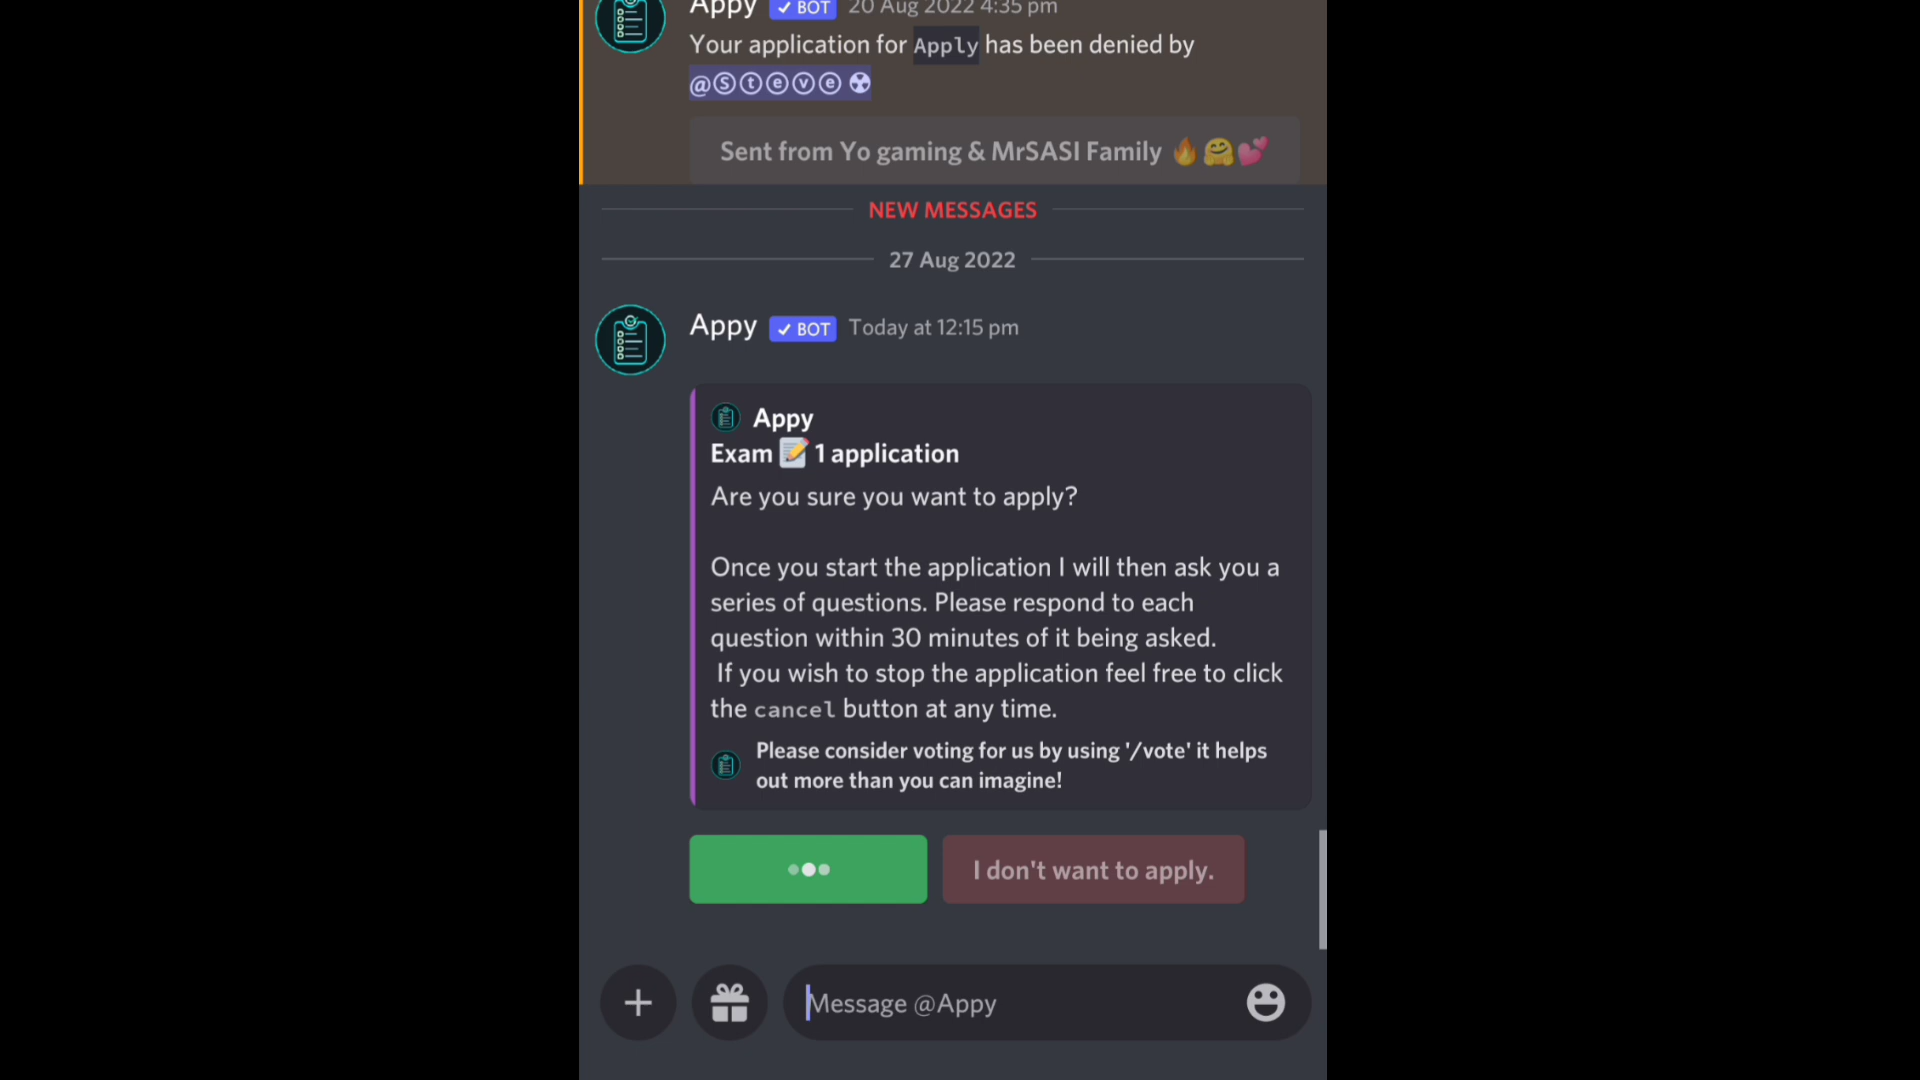 Appy ✔ BOT 20 Aug 2022 4:35 pm
Your application for Apply has been denied by
@Ⓢⓣⓔⓥⓔ ☢
Sent from Yo gaming & MrSASI Family 🔥🤗💕
NEW MESSAGES
27 Aug 2022
Appy ✔ BOT Today at 12:15 pm
Appy
Exam 📝 1 application
Are you sure you want to apply?
Once you start the application I will then ask you a
series of questions. Please respond to each
question within 30 minutes of it being asked.
If you wish to stop the application feel free to click
the cancel button at any time.
Please consider voting for us by using '/vote' it helps
out more than you can imagine!
I don't want to apply.
Message @Appy